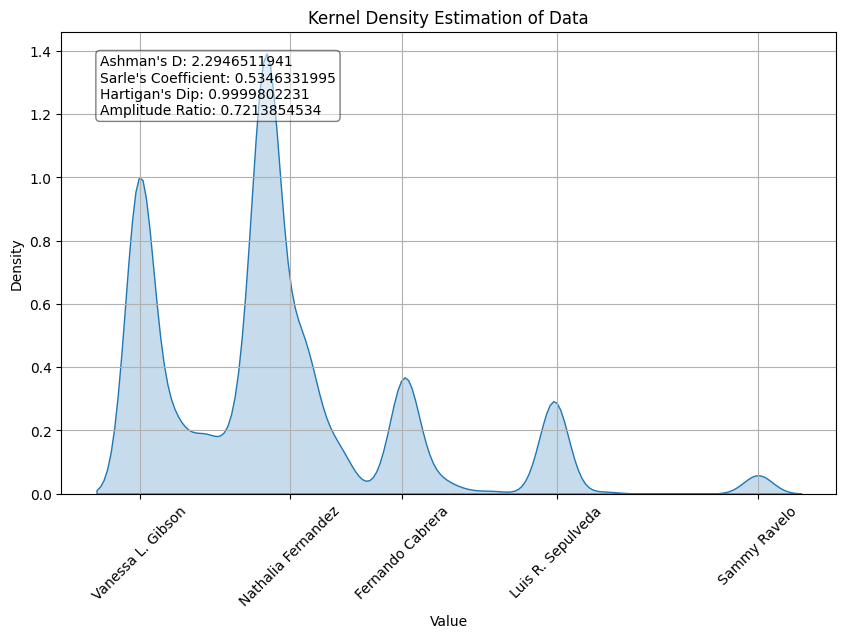 Kernel Density Estimation of Data
Ashman's D: 2.2946511941
Sarle's Coefficient: 0.5346331995
Hartigan's Dip: 0.9999802231
Amplitude Ratio: 0.7213854534
Density
1.4
1.2
1.0
0.8
0.6
0.4
0.2
0.0
Vanessa L. Gibson
Nathalia Fernandez
Fernando Cabrera
Luis R. Sepulveda
Sammy Ravelo
Value